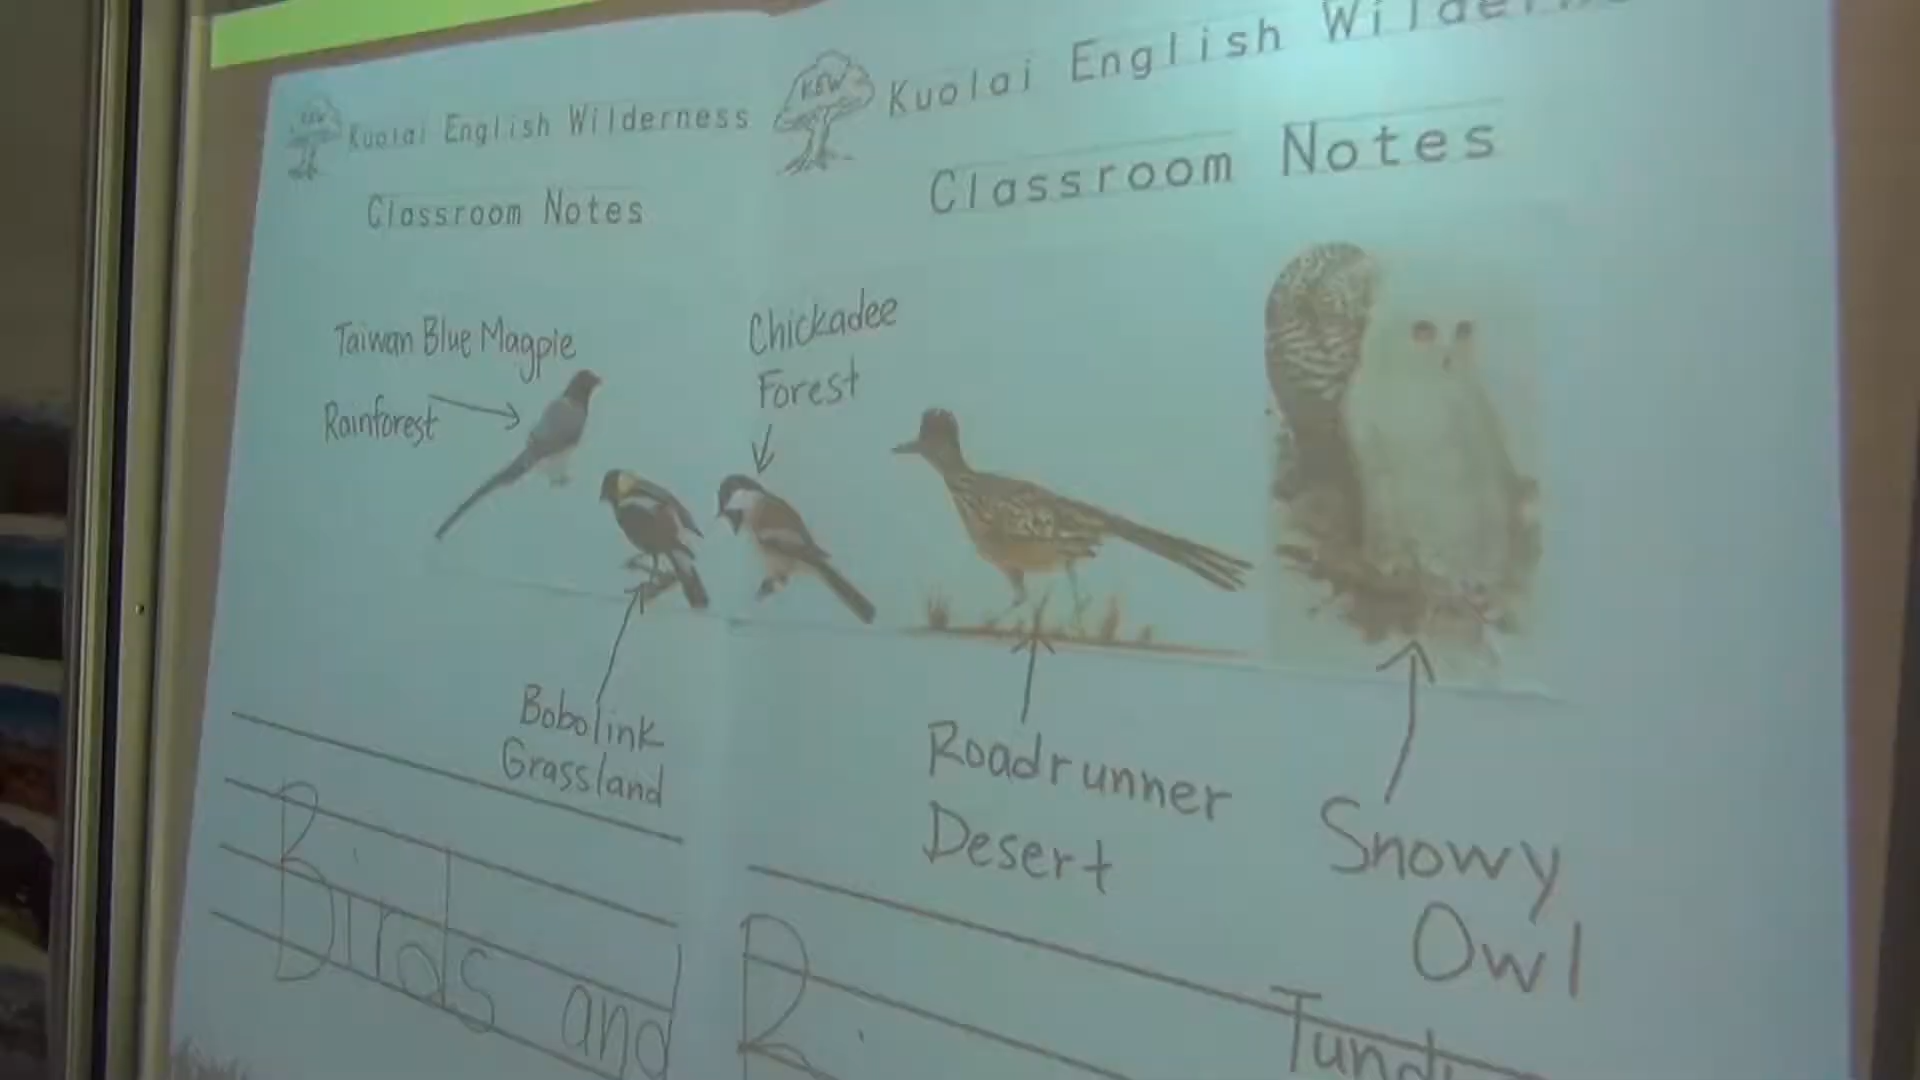 KEW
Kuolai English Wilderness
Classroom Notes
Taiwan Blue Magpie
Rainforest
Bobolink
Grassland
Birds and
KEW
Kuolai English
Classroom Notes
Chickadee
Forest
Roadrunner
Desert
Snowy
Owl